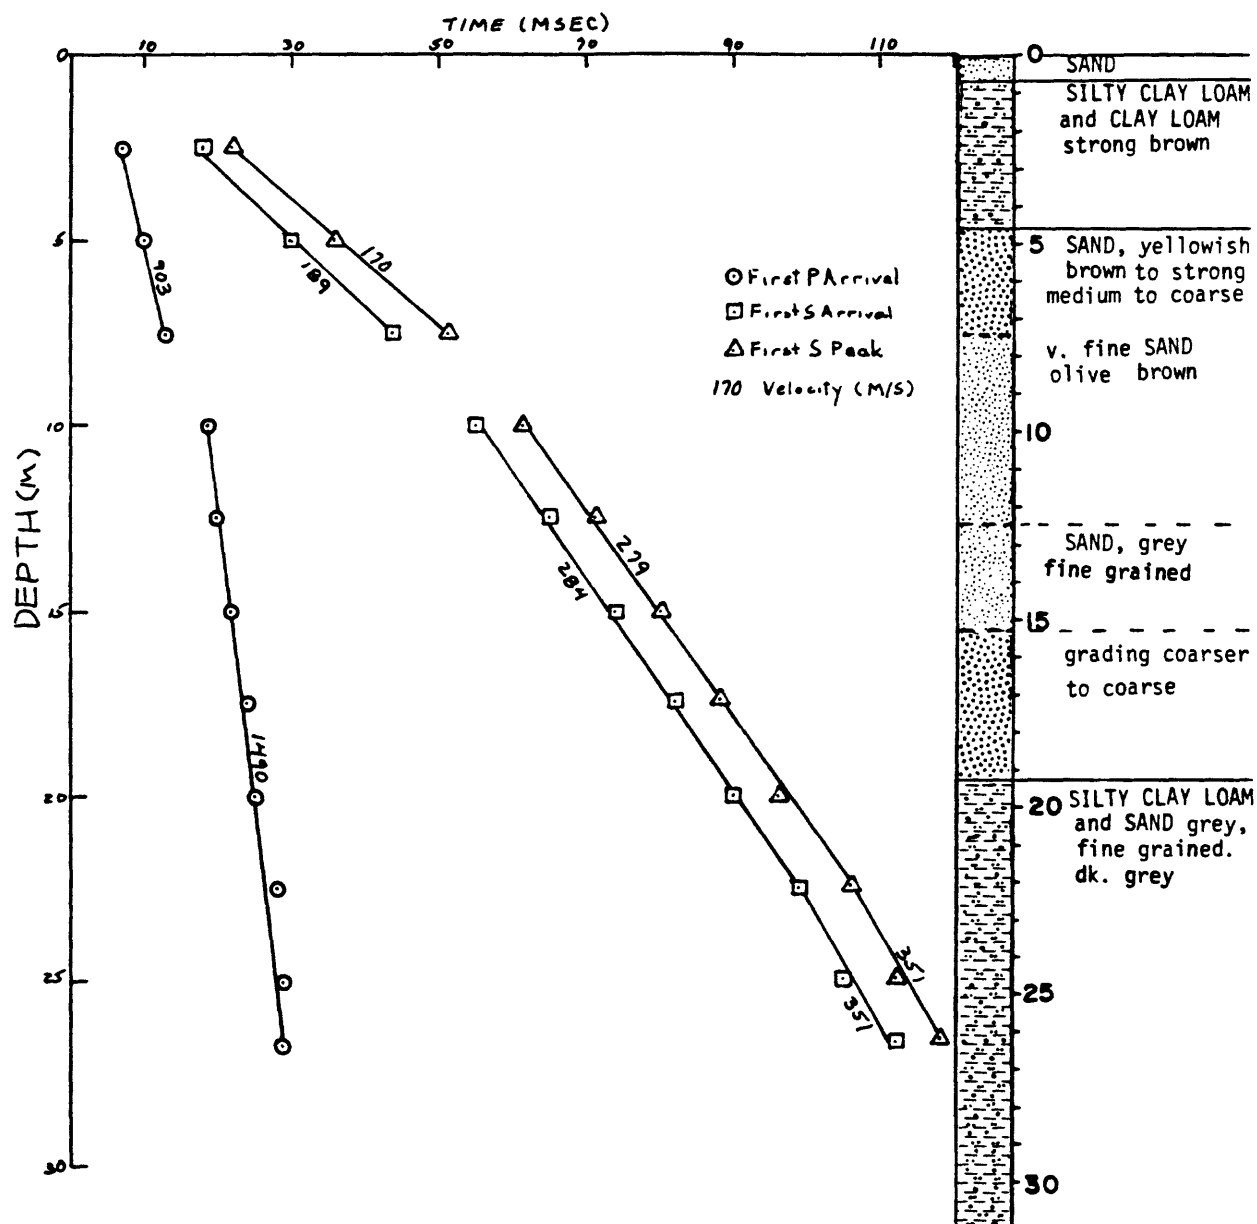 TIME (MSEC)
10 30 50 70 90 110
0
5
10
15
20
25
30
DEPTH (M)
903
189
170
1490
284
279
351
351
First P Arrival
First S Arrival
First S Peak
170 Velocity (M/S)
0
5
10
15
20
25
30
SAND
SILTY CLAY LOAM
and CLAY LOAM
strong brown
SAND, yellowish
brown to strong
medium to coarse
v. fine SAND
olive brown
SAND, grey
fine grained
grading coarser
to coarse
SILTY CLAY LOAM
and SAND grey,
fine grained.
dk. grey